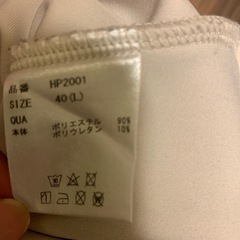 品番 HP2001
SIZE 40(L)
QUA ポリエステル 90%
本体 ポリウレタン 10%